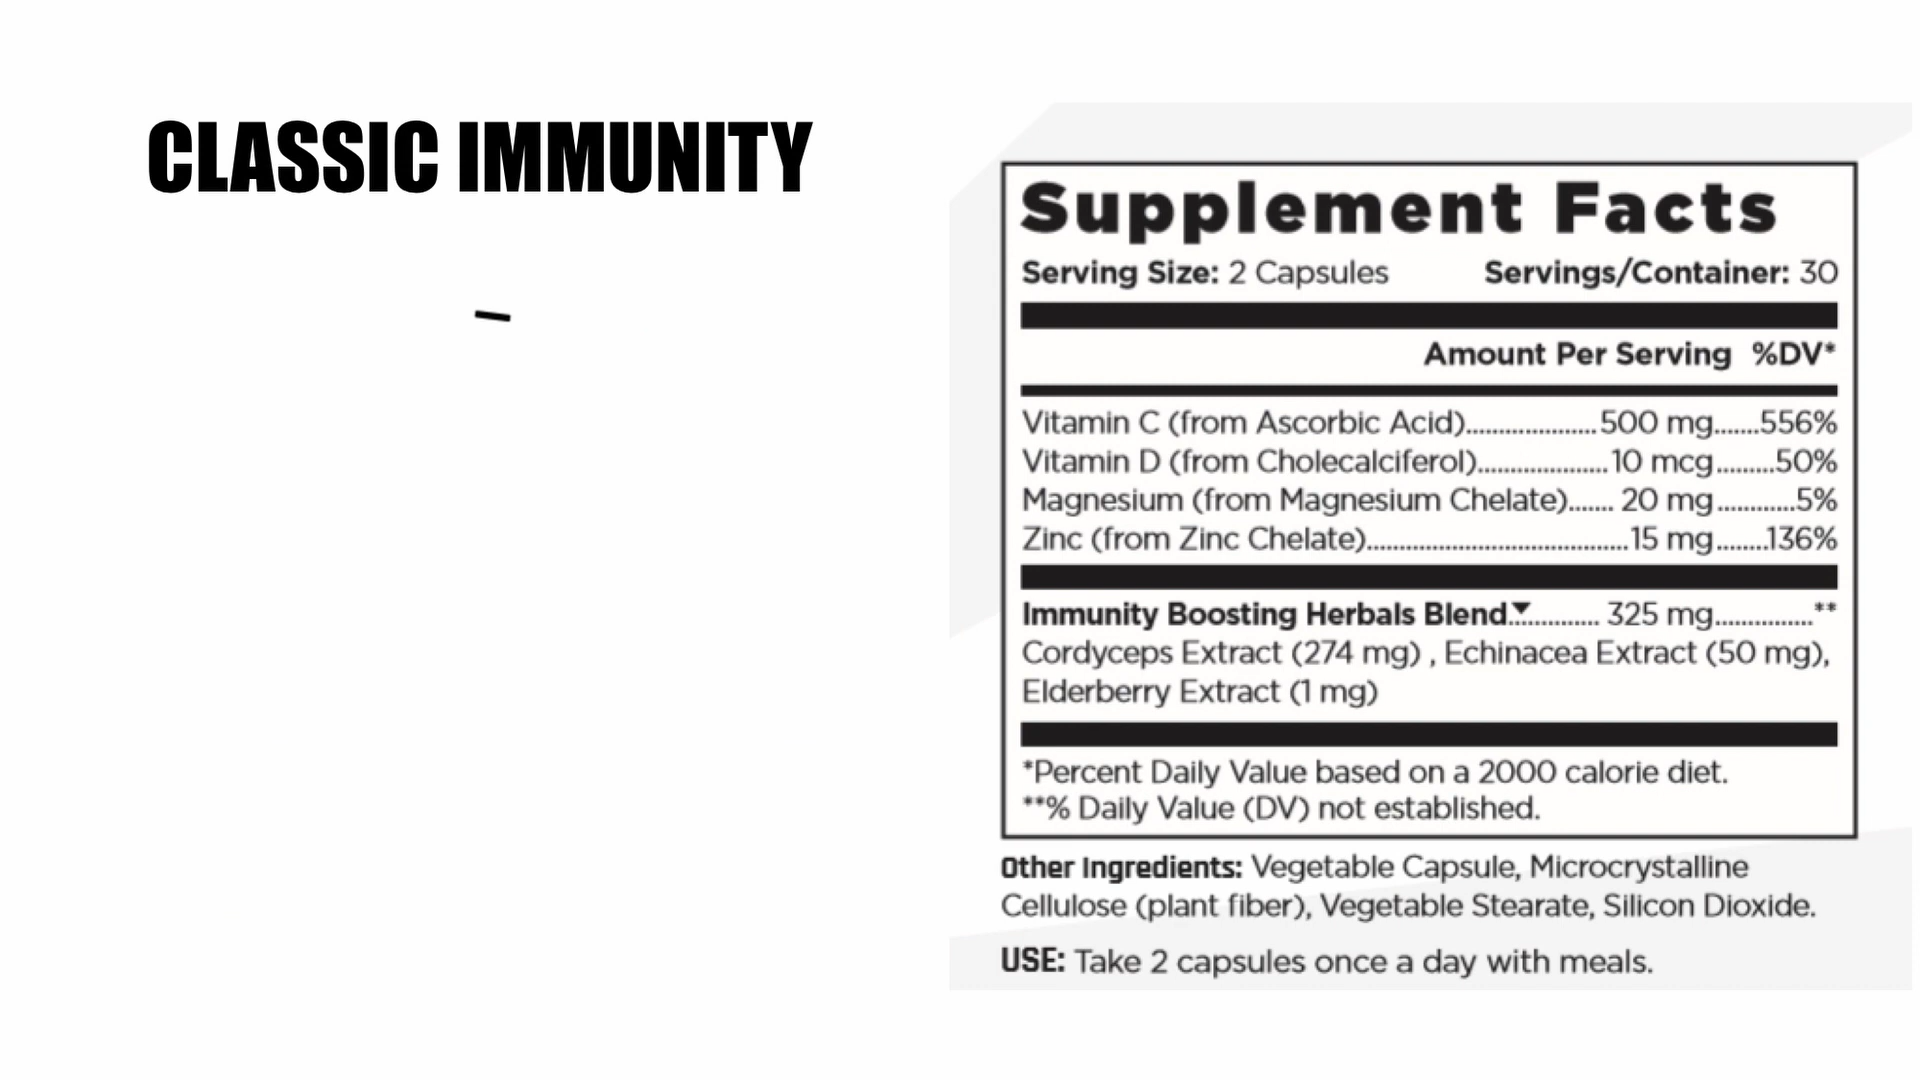 CLASSIC IMMUNITY
Supplement Facts
Serving Size: 2 Capsules Servings/Container: 30
Amount Per Serving %DV*
Vitamin C (from Ascorbic Acid)....................500 mg.......556%
Vitamin D (from Cholecalciferol)....................10 mcg.........50%
Magnesium (from Magnesium Chelate)....... 20 mg............5%
Zinc (from Zinc Chelate)........................................15 mg........136%
Immunity Boosting Herbals Blend▼.............. 325 mg...............**
Cordyceps Extract (274 mg) , Echinacea Extract (50 mg),
Elderberry Extract (1 mg)
*Percent Daily Value based on a 2000 calorie diet.
**% Daily Value (DV) not established.
Other Ingredients: Vegetable Capsule, Microcrystalline
Cellulose (plant fiber), Vegetable Stearate, Silicon Dioxide.
USE: Take 2 capsules once a day with meals.